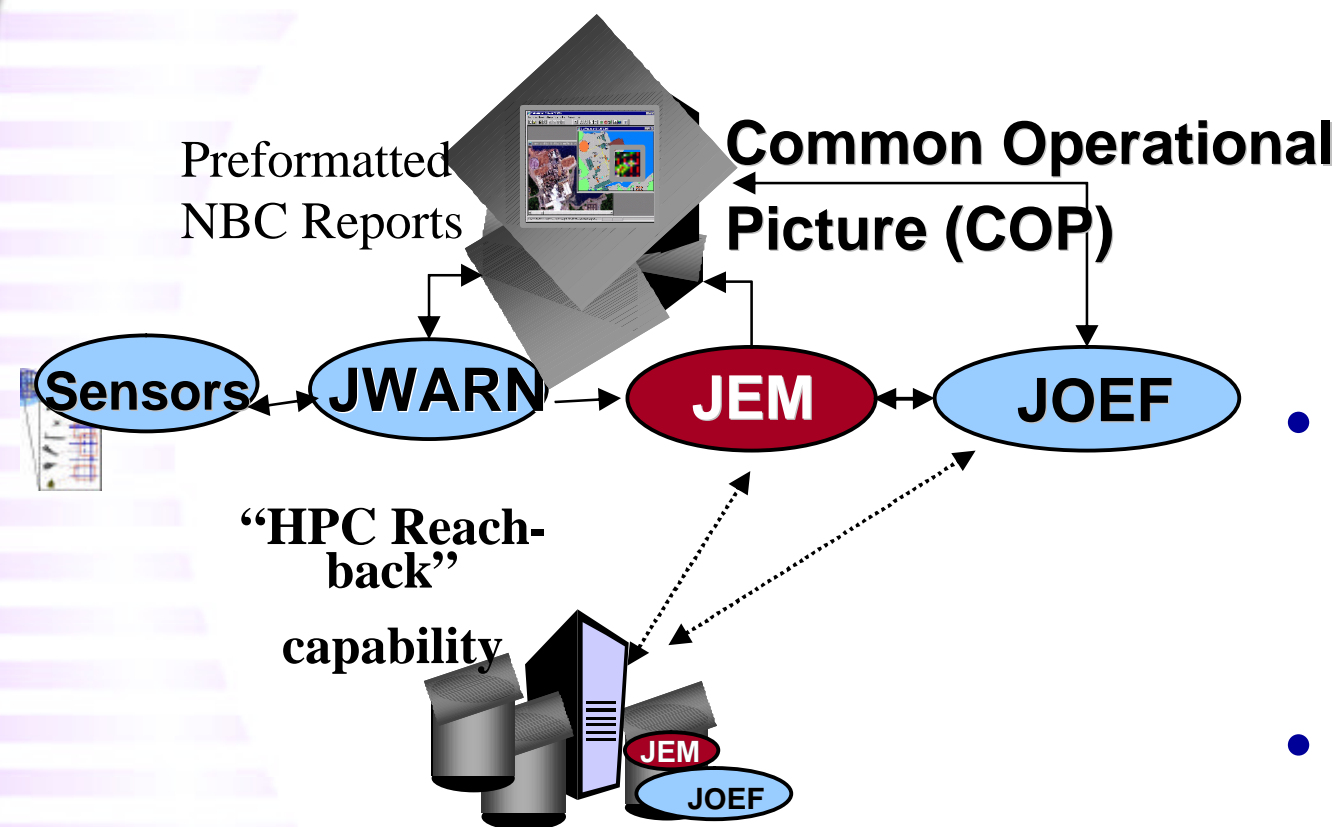 Preformatted
NBC Reports
Common Operational
Picture (COP)
Sensors
JWARN
JEM
JOEF
“HPC Reach-
back”
capability
JEM
JOEF